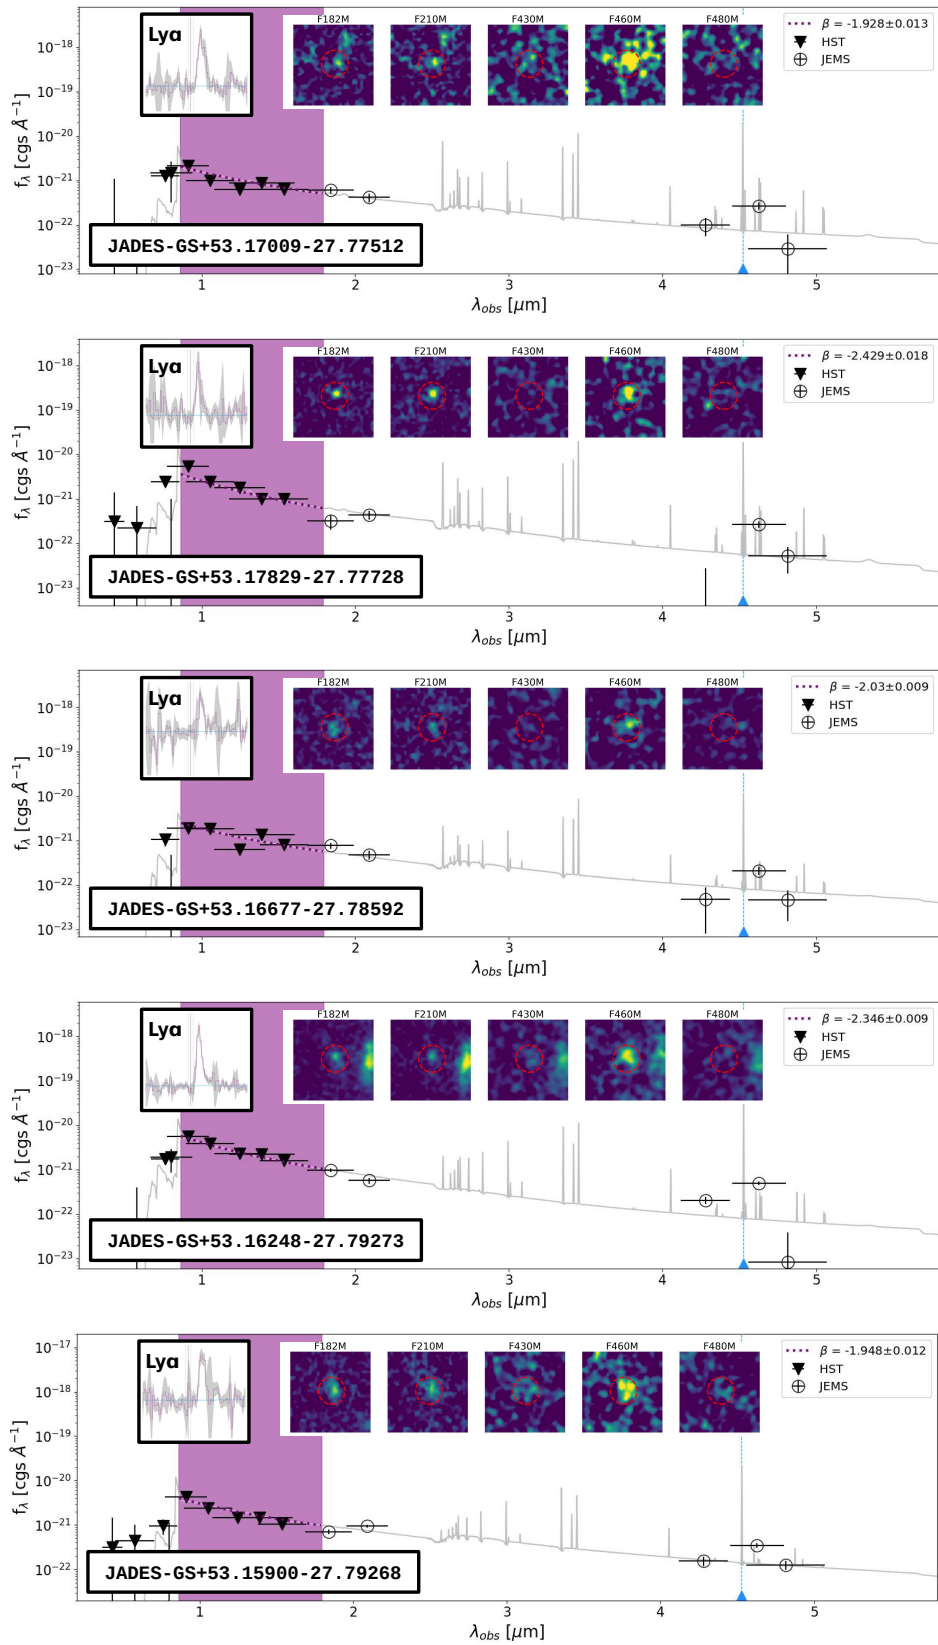 Lyα
F182M F210M F430M F460M F480M
β = -1.928±0.013
HST
JEMS
10⁻¹⁸
10⁻¹⁹
10⁻²⁰
10⁻²¹
10⁻²²
10⁻²³
f_λ [cgs Å⁻¹]
JADES-GS+53.17009-27.77512
1 2 3 4 5
λ_obs [μm]
Lyα
F182M F210M F430M F460M F480M
β = -2.429±0.018
HST
JEMS
10⁻¹⁸
10⁻¹⁹
10⁻²⁰
10⁻²¹
10⁻²²
10⁻²³
f_λ [cgs Å⁻¹]
JADES-GS+53.17829-27.77728
1 2 3 4 5
λ_obs [μm]
Lyα
F182M F210M F430M F460M F480M
β = -2.03±0.009
HST
JEMS
10⁻¹⁸
10⁻¹⁹
10⁻²⁰
10⁻²¹
10⁻²²
10⁻²³
f_λ [cgs Å⁻¹]
JADES-GS+53.16677-27.78592
1 2 3 4 5
λ_obs [μm]
Lyα
F182M F210M F430M F460M F480M
β = -2.346±0.009
HST
JEMS
10⁻¹⁸
10⁻¹⁹
10⁻²⁰
10⁻²¹
10⁻²²
10⁻²³
f_λ [cgs Å⁻¹]
JADES-GS+53.16248-27.79273
1 2 3 4 5
λ_obs [μm]
Lyα
F182M F210M F430M F460M F480M
β = -1.948±0.012
HST
JEMS
10⁻¹⁷
10⁻¹⁸
10⁻¹⁹
10⁻²⁰
10⁻²¹
10⁻²²
f_λ [cgs Å⁻¹]
JADES-GS+53.15900-27.79268
1 2 3 4 5
λ_obs [μm]